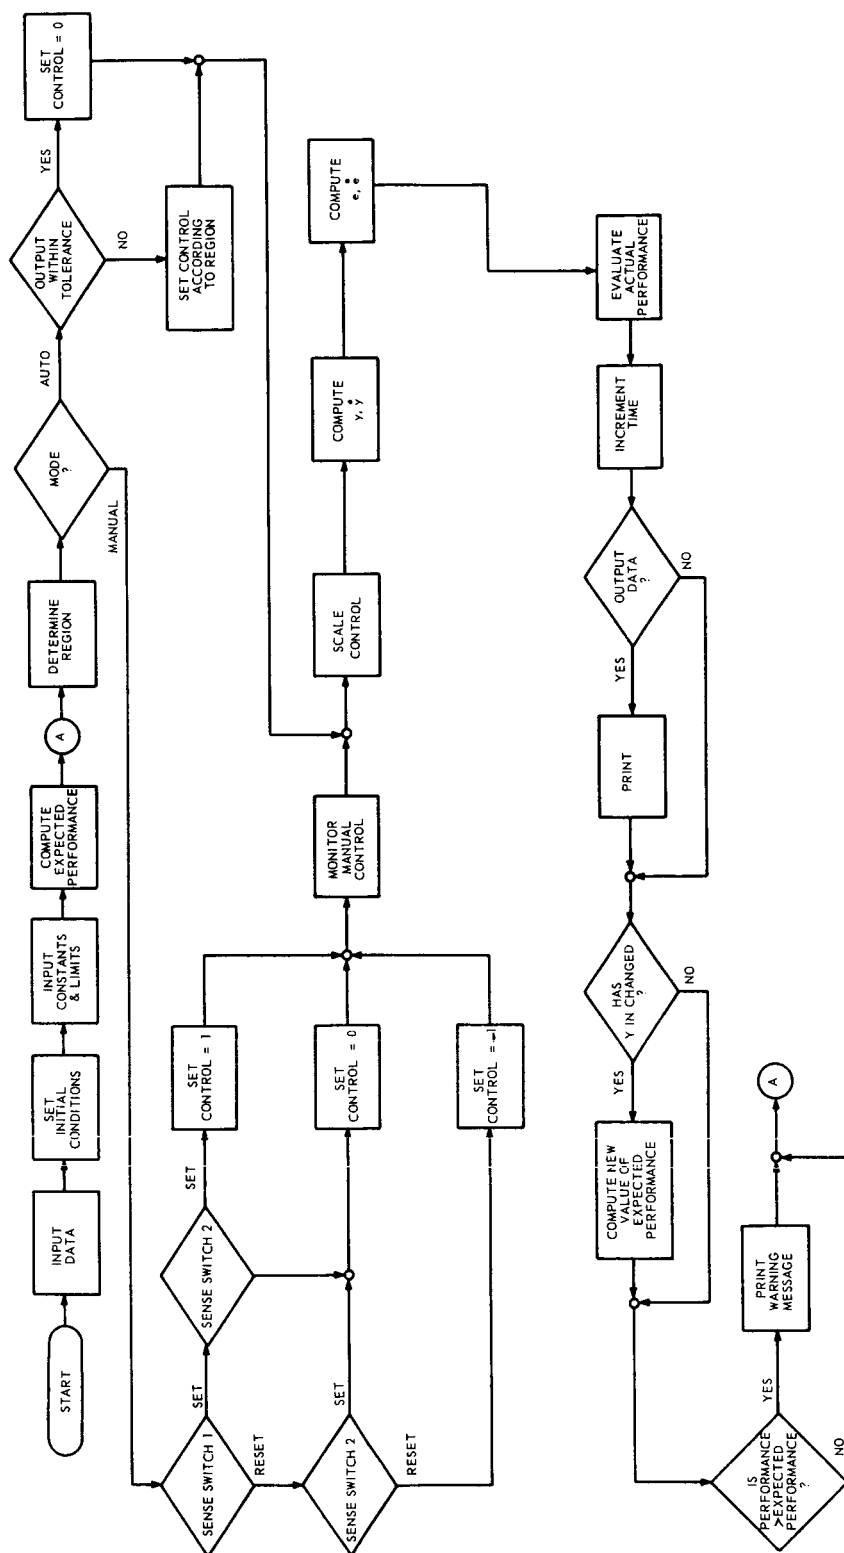 START
INPUT
DATA
SET
INITIAL
CONDITIONS
INPUT
CONSTANTS
& LIMITS
COMPUTE
EXPECTED
PERFORMANCE
A
DETERMINE
REGION
MODE
?
AUTO
MANUAL
OUTPUT
WITHIN
TOLERANCE
YES
NO
SET
CONTROL = 0
SET CONTROL
ACCORDING
TO REGION
SENSE SWITCH 1
SET
RESET
SENSE SWITCH 2
SET
SET
CONTROL = 1
SENSE SWITCH 2
SET
RESET
SET
CONTROL = 0
SET
CONTROL = -1
MONITOR
MANUAL
CONTROL
SCALE
CONTROL
COMPUTE
y, ẏ
COMPUTE
e, ė
EVALUATE
ACTUAL
PERFORMANCE
INCREMENT
TIME
OUTPUT
DATA
?
YES
NO
PRINT
HAS
Y IN CHANGED
?
YES
NO
COMPUTE NEW
VALUE OF
EXPECTED
PERFORMANCE
IS
PERFORMANCE
>EXPECTED
PERFORMANCE
?
YES
NO
PRINT
WARNING
MESSAGE
A